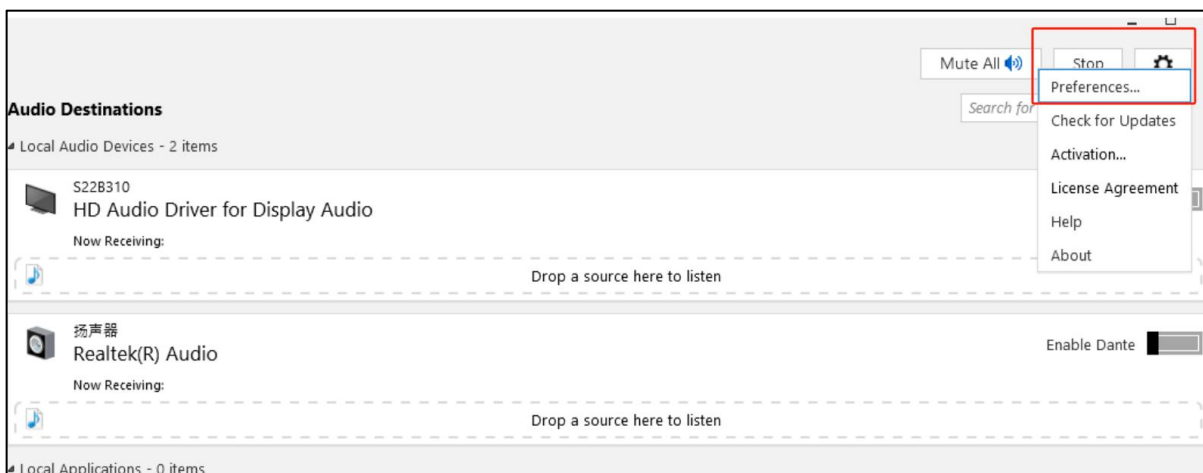 Mute All
Stop
Preferences...
Audio Destinations
Search for
Check for Updates
Local Audio Devices - 2 items
Activation...
S22B310
License Agreement
HD Audio Driver for Display Audio
Help
Now Receiving:
About
Drop a source here to listen
扬声器
Realtek(R) Audio
Enable Dante
Now Receiving:
Drop a source here to listen
Local Applications - 0 items